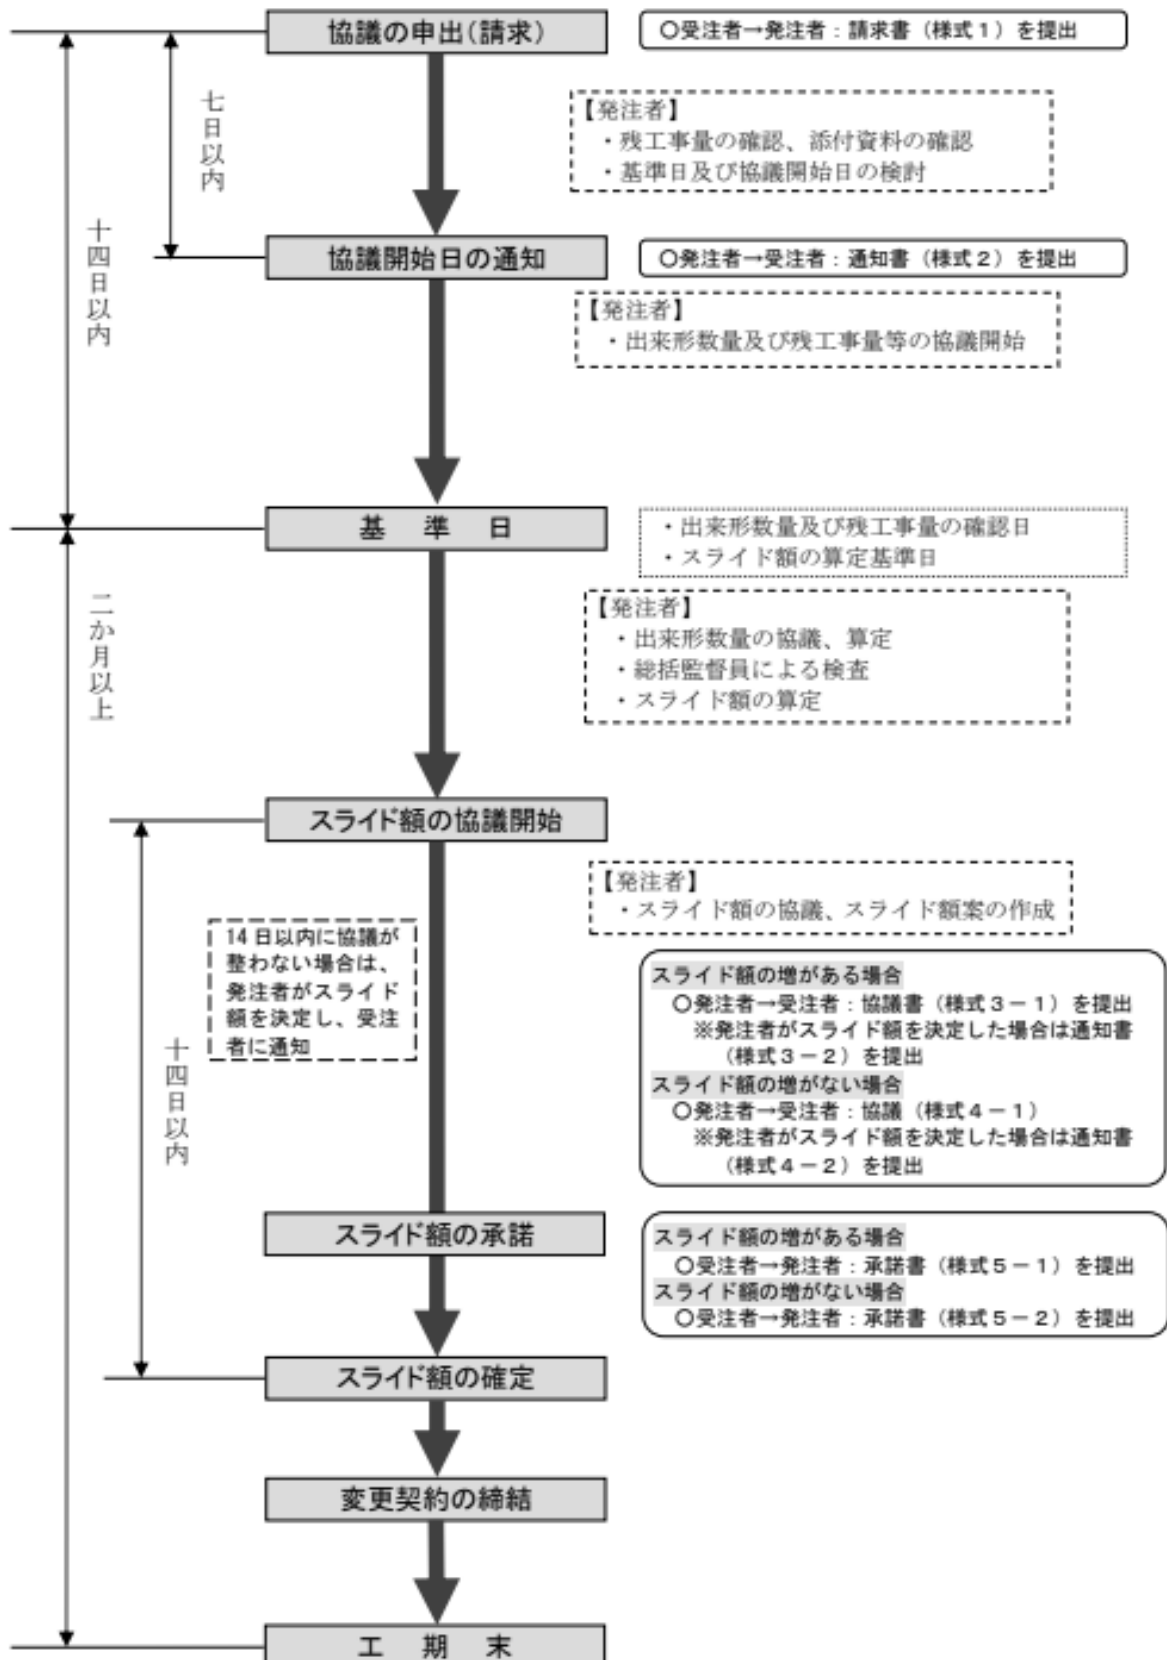 協議の申出(請求)
○受注者→発注者：請求書（様式１）を提出
七日以内
【発注者】
・残工事量の確認、添付資料の確認
・基準日及び協議開始日の検討
十四日以内
協議開始日の通知
○発注者→受注者：通知書（様式２）を提出
【発注者】
・出来形数量及び残工事量等の協議開始
基　準　日
・出来形数量及び残工事量の確認日
・スライド額の算定基準日
二か月以上
【発注者】
・出来形数量の協議、算定
・総括監督員による検査
・スライド額の算定
スライド額の協議開始
【発注者】
・スライド額の協議、スライド額案の作成
14日以内に協議が
整わない場合は、
発注者がスライド
額を決定し、受注
者に通知
十四日以内
スライド額の増がある場合
○発注者→受注者：協議書（様式３－１）を提出
※発注者がスライド額を決定した場合は通知書
（様式３－２）を提出
スライド額の増がない場合
○発注者→受注者：協議（様式４－１）
※発注者がスライド額を決定した場合は通知書
（様式４－２）を提出
スライド額の承諾
スライド額の増がある場合
○受注者→発注者：承諾書（様式５－１）を提出
スライド額の増がない場合
○受注者→発注者：承諾書（様式５－２）を提出
スライド額の確定
変更契約の締結
工　期　末